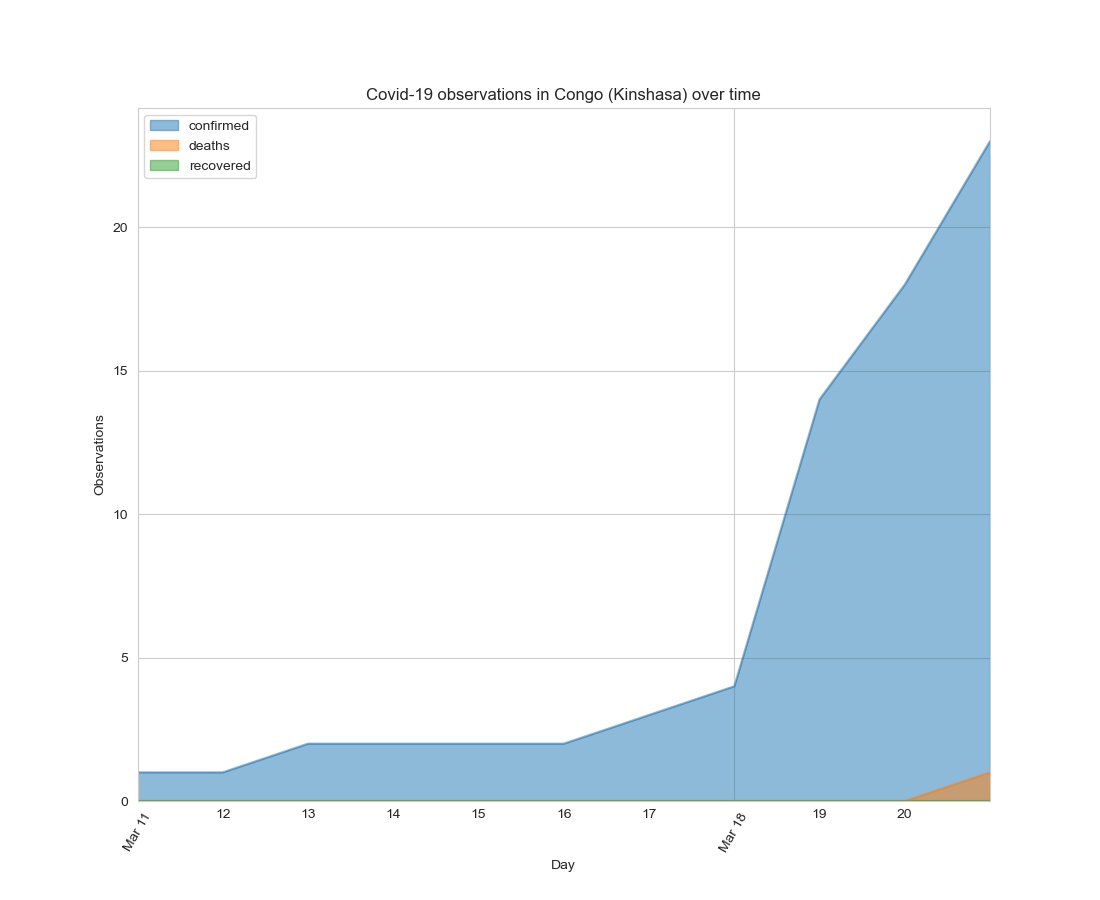 Covid-19 observations in Congo (Kinshasa) over time
confirmed
deaths
recovered
20
15
10
5
0
Observations
Mar 11 12 13 14 15 16 17 Mar 18 19 20
Day